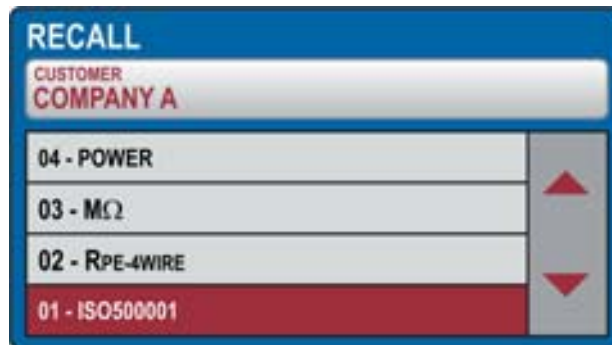 RECALL
CUSTOMER
COMPANY A
04 - POWER
03 - MΩ
02 - RPE-4WIRE
01 - ISO500001